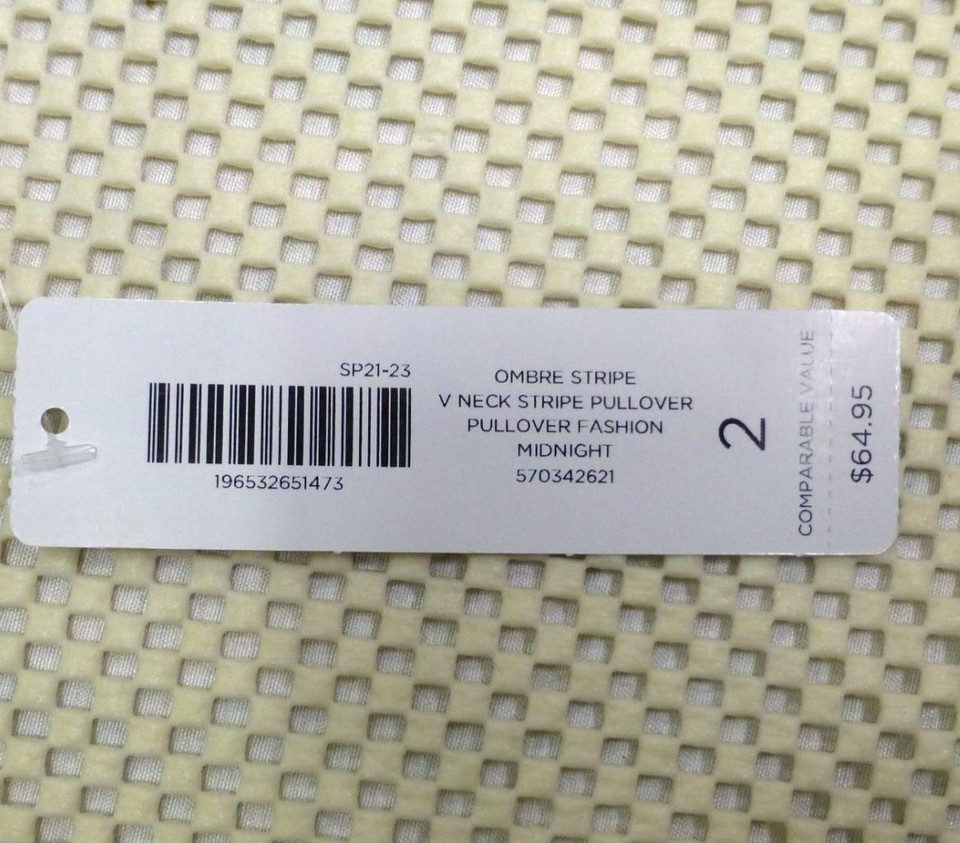 SP21-23
196532651473
OMBRE STRIPE
V NECK STRIPE PULLOVER
PULLOVER FASHION
MIDNIGHT
570342621
2
COMPARABLE VALUE
$64.95